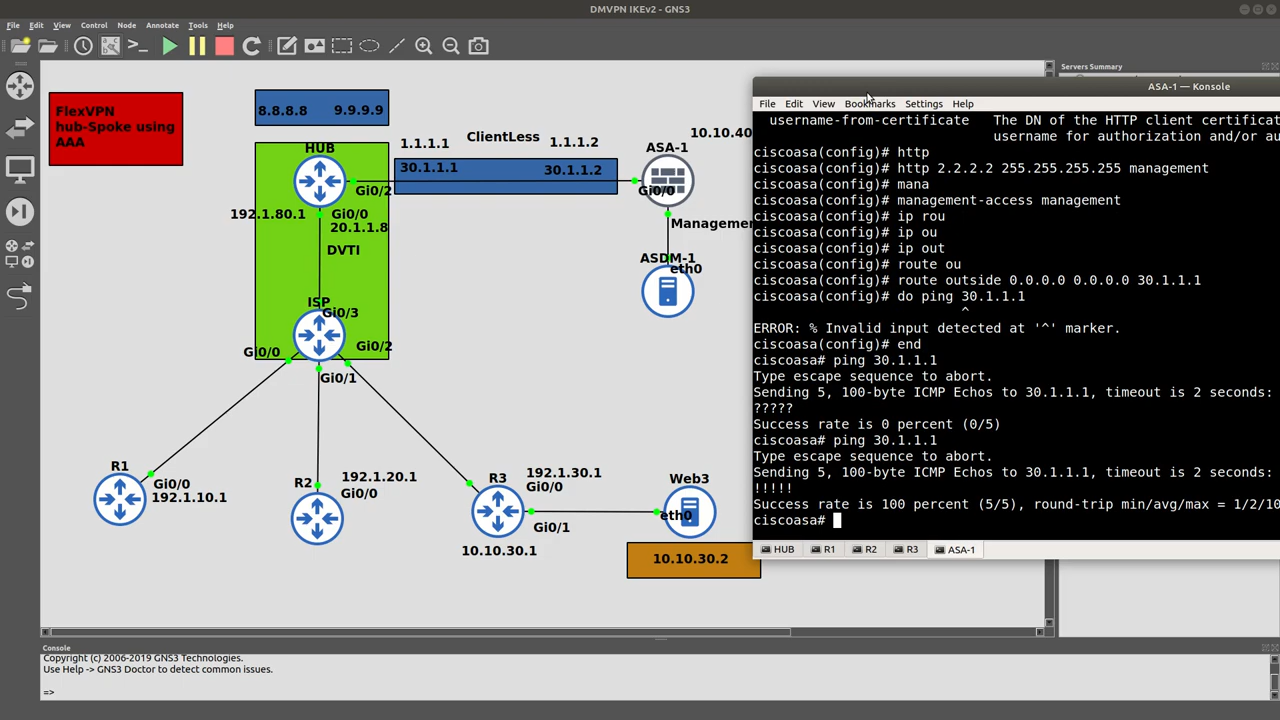 DMVPN IKEv2 - GNS3
File Edit View Control Node Annotate Tools Help
FlexVPN
hub-Spoke using
AAA
8.8.8.8 9.9.9.9
HUB
Gi0/2
192.1.80.1 Gi0/0
20.1.1.8
DVTI
ISP
Gi0/3
Gi0/0 Gi0/2
Gi0/1
1.1.1.1 ClientLess 1.1.1.2
30.1.1.1 30.1.1.2
10.10.40
ASA-1
Gi0/0
ASDM-1
eth0
R1
Gi0/0
192.1.10.1
R2 192.1.20.1
Gi0/0
R3 192.1.30.1
Gi0/0
Gi0/1
10.10.30.1
Web3
eth0
10.10.30.2
Servers Summary
ASA-1 — Konsole
File Edit View Bookmarks Settings Help
username-from-certificate The DN of the HTTP client
username for authorization
ciscoasa(config)# http
ciscoasa(config)# http 2.2.2.2 255.255.255.255 management
ciscoasa(config)# mana
ciscoasa(config)# management-access management
ciscoasa(config)# ip rou
ciscoasa(config)# ip ou
ciscoasa(config)# ip out
ciscoasa(config)# route ou
ciscoasa(config)# route outside 0.0.0.0 0.0.0.0 30.1.1.1
ciscoasa(config)# do ping 30.1.1.1
^
ERROR: % Invalid input detected at '^' marker.
ciscoasa(config)# end
ciscoasa# ping 30.1.1.1
Type escape sequence to abort.
Sending 5, 100-byte ICMP Echos to 30.1.1.1, timeout is 2 seconds:
?????
Success rate is 0 percent (0/5)
ciscoasa# ping 30.1.1.1
Type escape sequence to abort.
Sending 5, 100-byte ICMP Echos to 30.1.1.1, timeout is 2 seconds:
!!!!!
Success rate is 100 percent (5/5), round-trip min/avg/max = 1/2/10
ciscoasa#
HUB R1 R2 R3 ASA-1
Console
Copyright (c) 2006-2019 GNS3 Technologies.
Use Help -> GNS3 Doctor to detect common issues.
=>